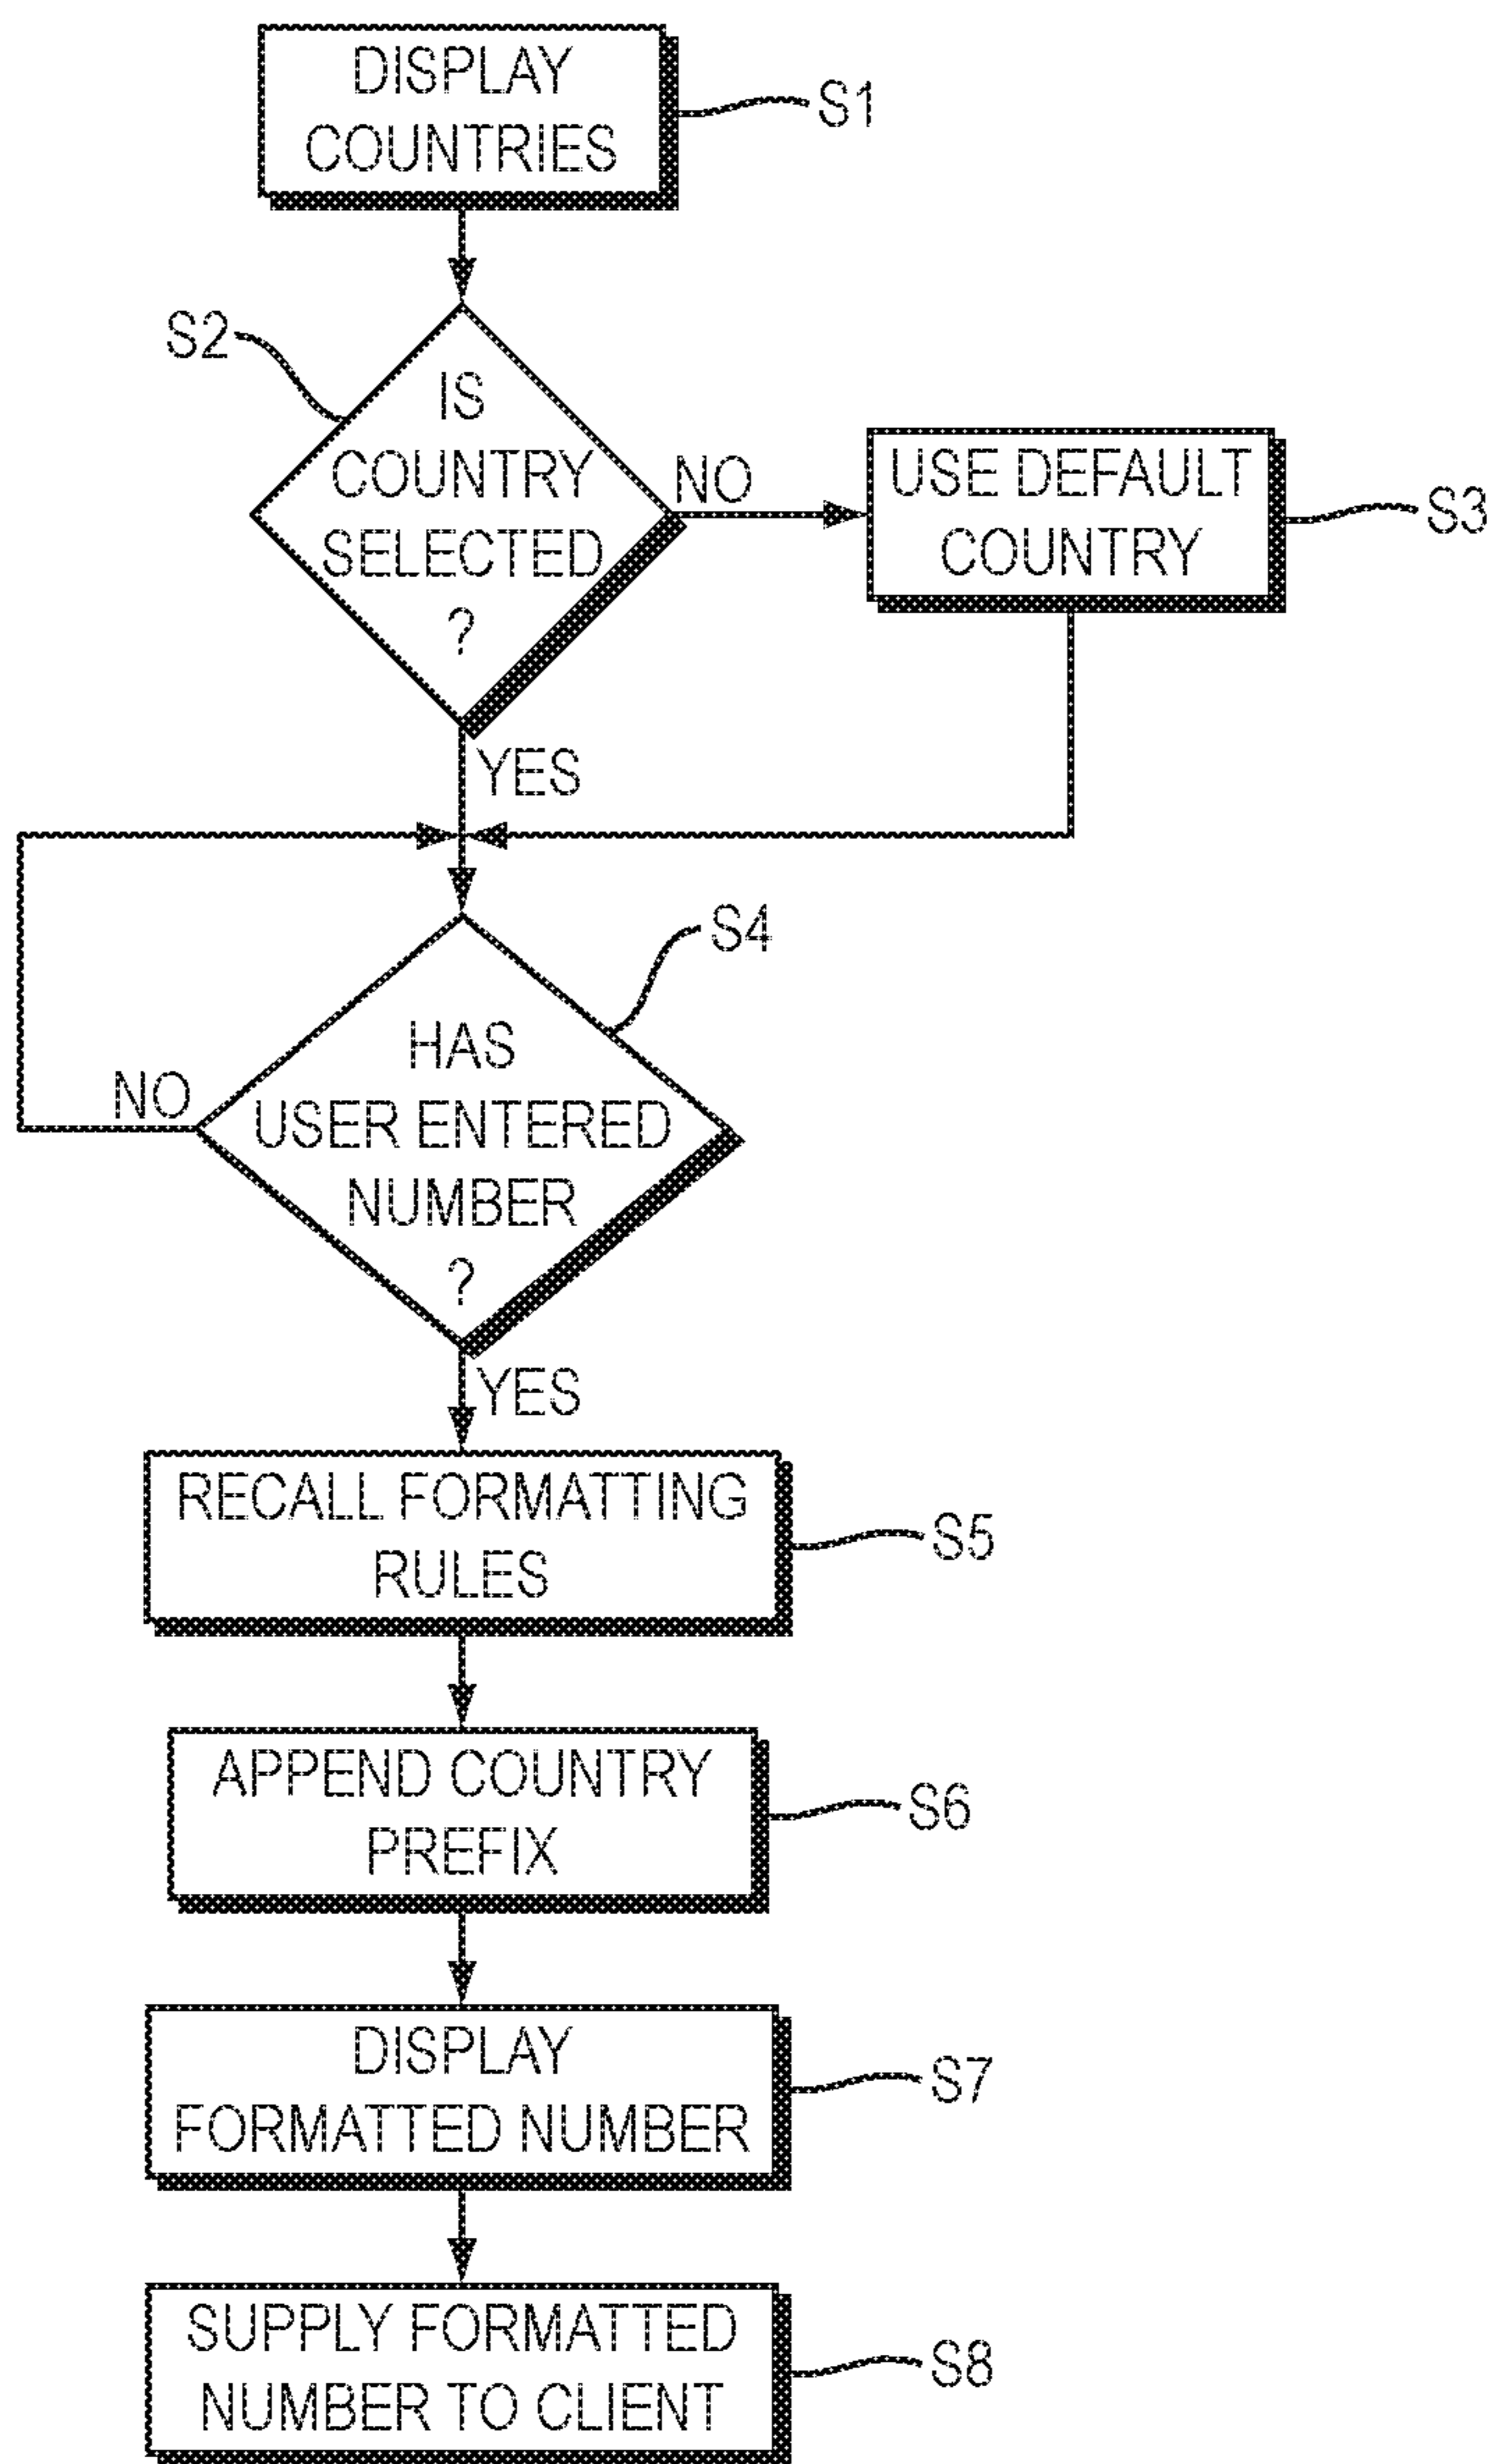 DISPLAY
COUNTRIES
S1
S2
IS
COUNTRY
SELECTED
?
NO
USE DEFAULT
COUNTRY
S3
YES
S4
HAS
USER ENTERED
NUMBER
?
NO
YES
RECALL FORMATTING
RULES
S5
APPEND COUNTRY
PREFIX
S6
DISPLAY
FORMATTED NUMBER
S7
SUPPLY FORMATTED
NUMBER TO CLIENT
S8